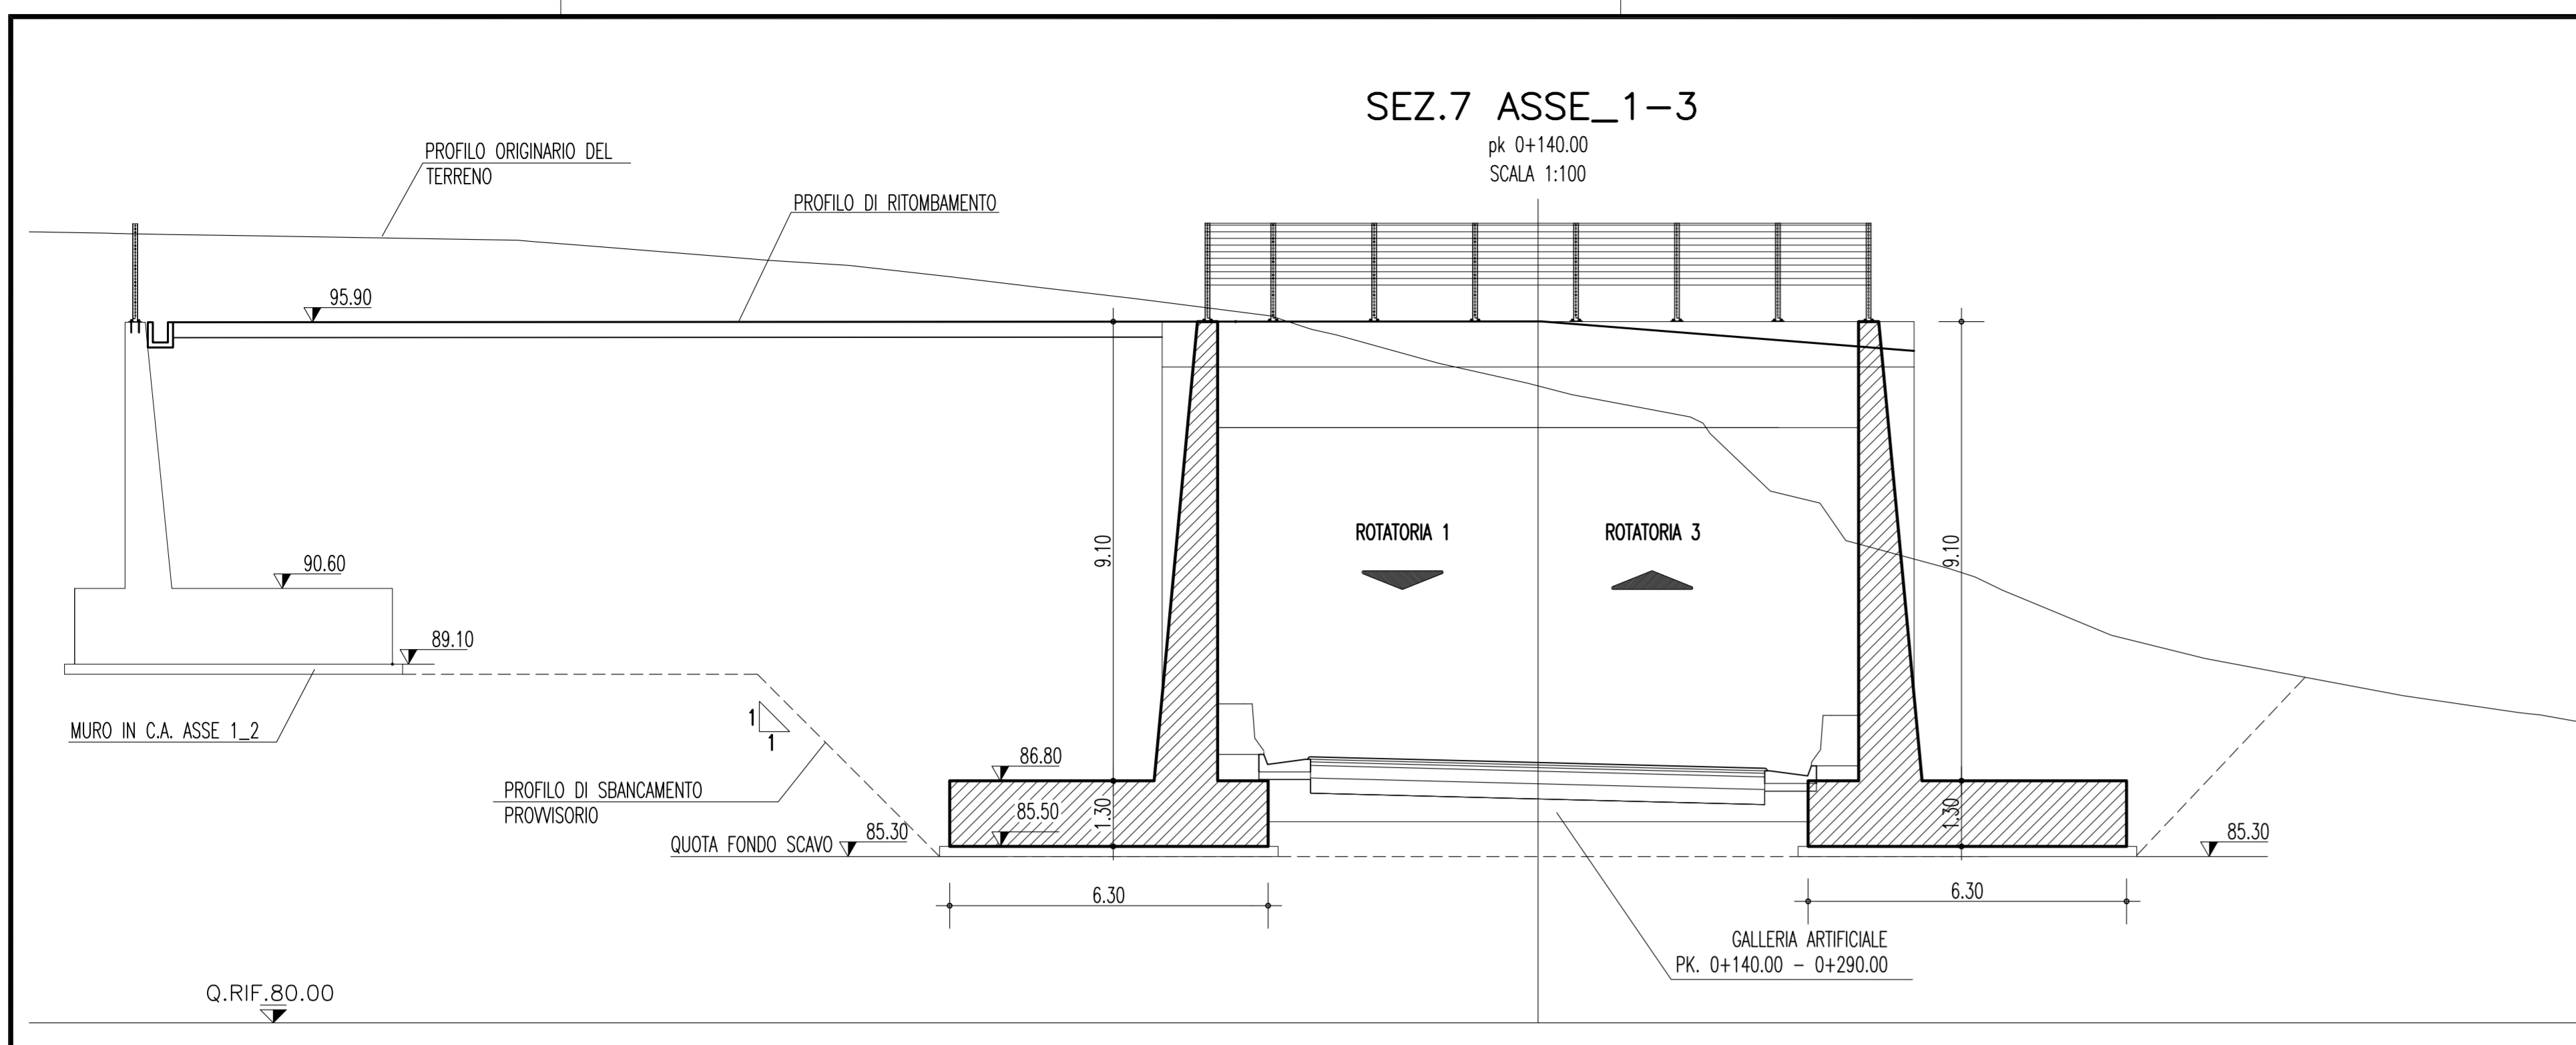 SEZ.7 ASSE_1-3
pk 0+140.00
SCALA 1:100
PROFILO ORIGINARIO DEL
TERRENO
PROFILO DI RITOMBAMENTO
95.90
90.60
89.10
MURO IN C.A. ASSE 1_2
1
1
PROFILO DI SBANCAMENTO
PROVVISORIO
QUOTA FONDO SCAVO
85.30
86.80
85.50
9.10
1.30
6.30
ROTATORIA 1
ROTATORIA 3
9.10
1.30
6.30
85.30
GALLERIA ARTIFICIALE
PK. 0+140.00 - 0+290.00
Q.RIF.80.00